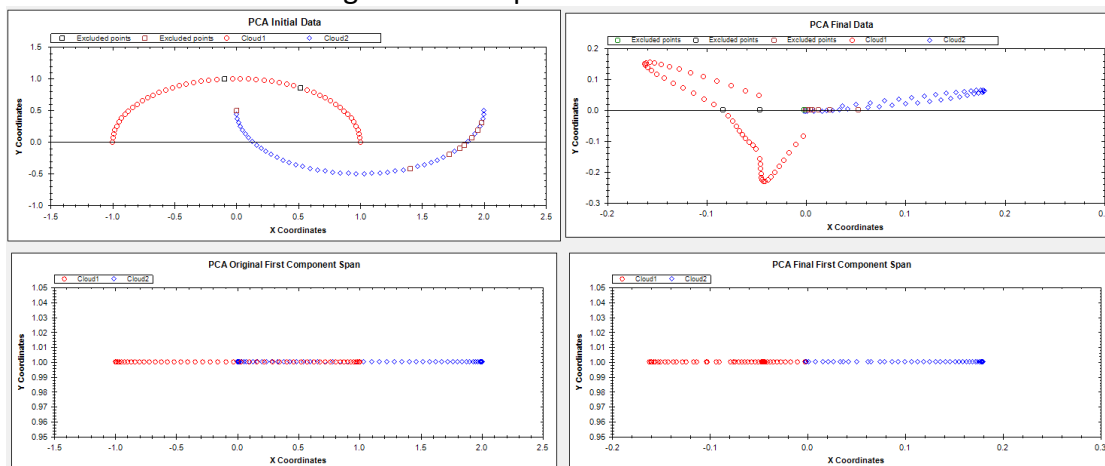 PCA Initial Data
Excluded points Excluded points Cloud1 Cloud2
1.5
1.0
0.5
0.0
-0.5
-1.0
Y Coordinates
-1.5 -1.0 -0.5 0.0 0.5 1.0 1.5 2.0 2.5
X Coordinates
PCA Final Data
Excluded points Excluded points Excluded points Cloud1 Cloud2
0.2
0.1
0.0
-0.1
-0.2
-0.3
Y Coordinates
-0.2 -0.1 0.0 0.1 0.2
X Coordinates
PCA Original First Component Span
Cloud1 Cloud2
1.05
1.04
1.03
1.02
1.01
1.00
0.99
0.98
0.97
0.96
0.95
Y Coordinates
-1.5 -1.0 -0.5 0.0 0.5 1.0 1.5 2.0 2.5
X Coordinates
PCA Final First Component Span
Cloud1 Cloud2
1.05
1.04
1.03
1.02
1.01
1.00
0.99
0.98
0.97
0.96
0.95
Y Coordinates
-0.2 -0.1 0.0 0.1 0.2 0.3
X Coordinates